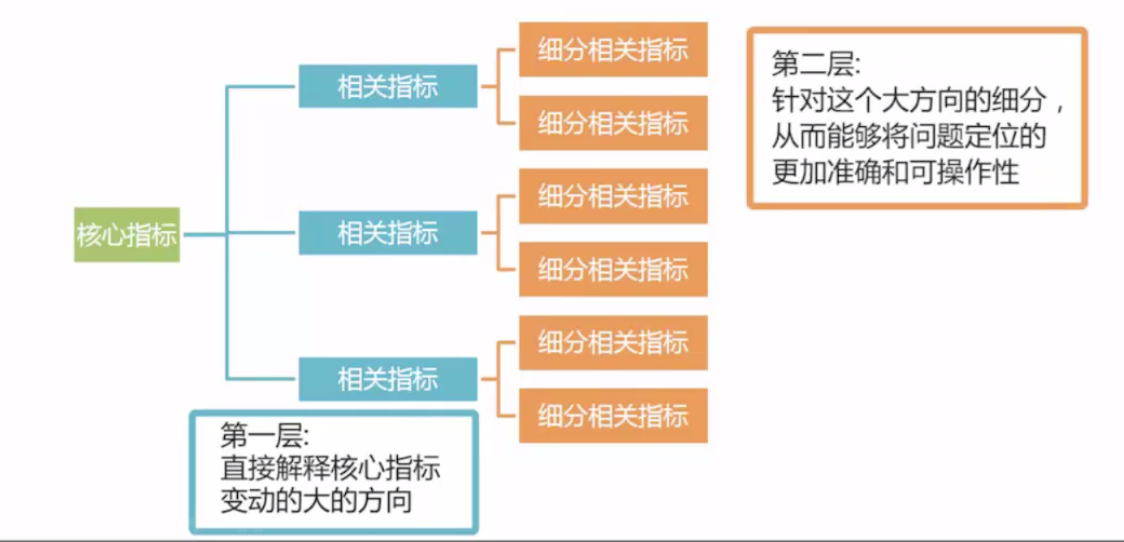 核心指标
相关指标
细分相关指标
细分相关指标
相关指标
细分相关指标
细分相关指标
相关指标
细分相关指标
细分相关指标
第一层:
直接解释核心指标
变动的大的方向
第二层:
针对这个大方向的细分，
从而能够将问题定位的
更加准确和可操作性